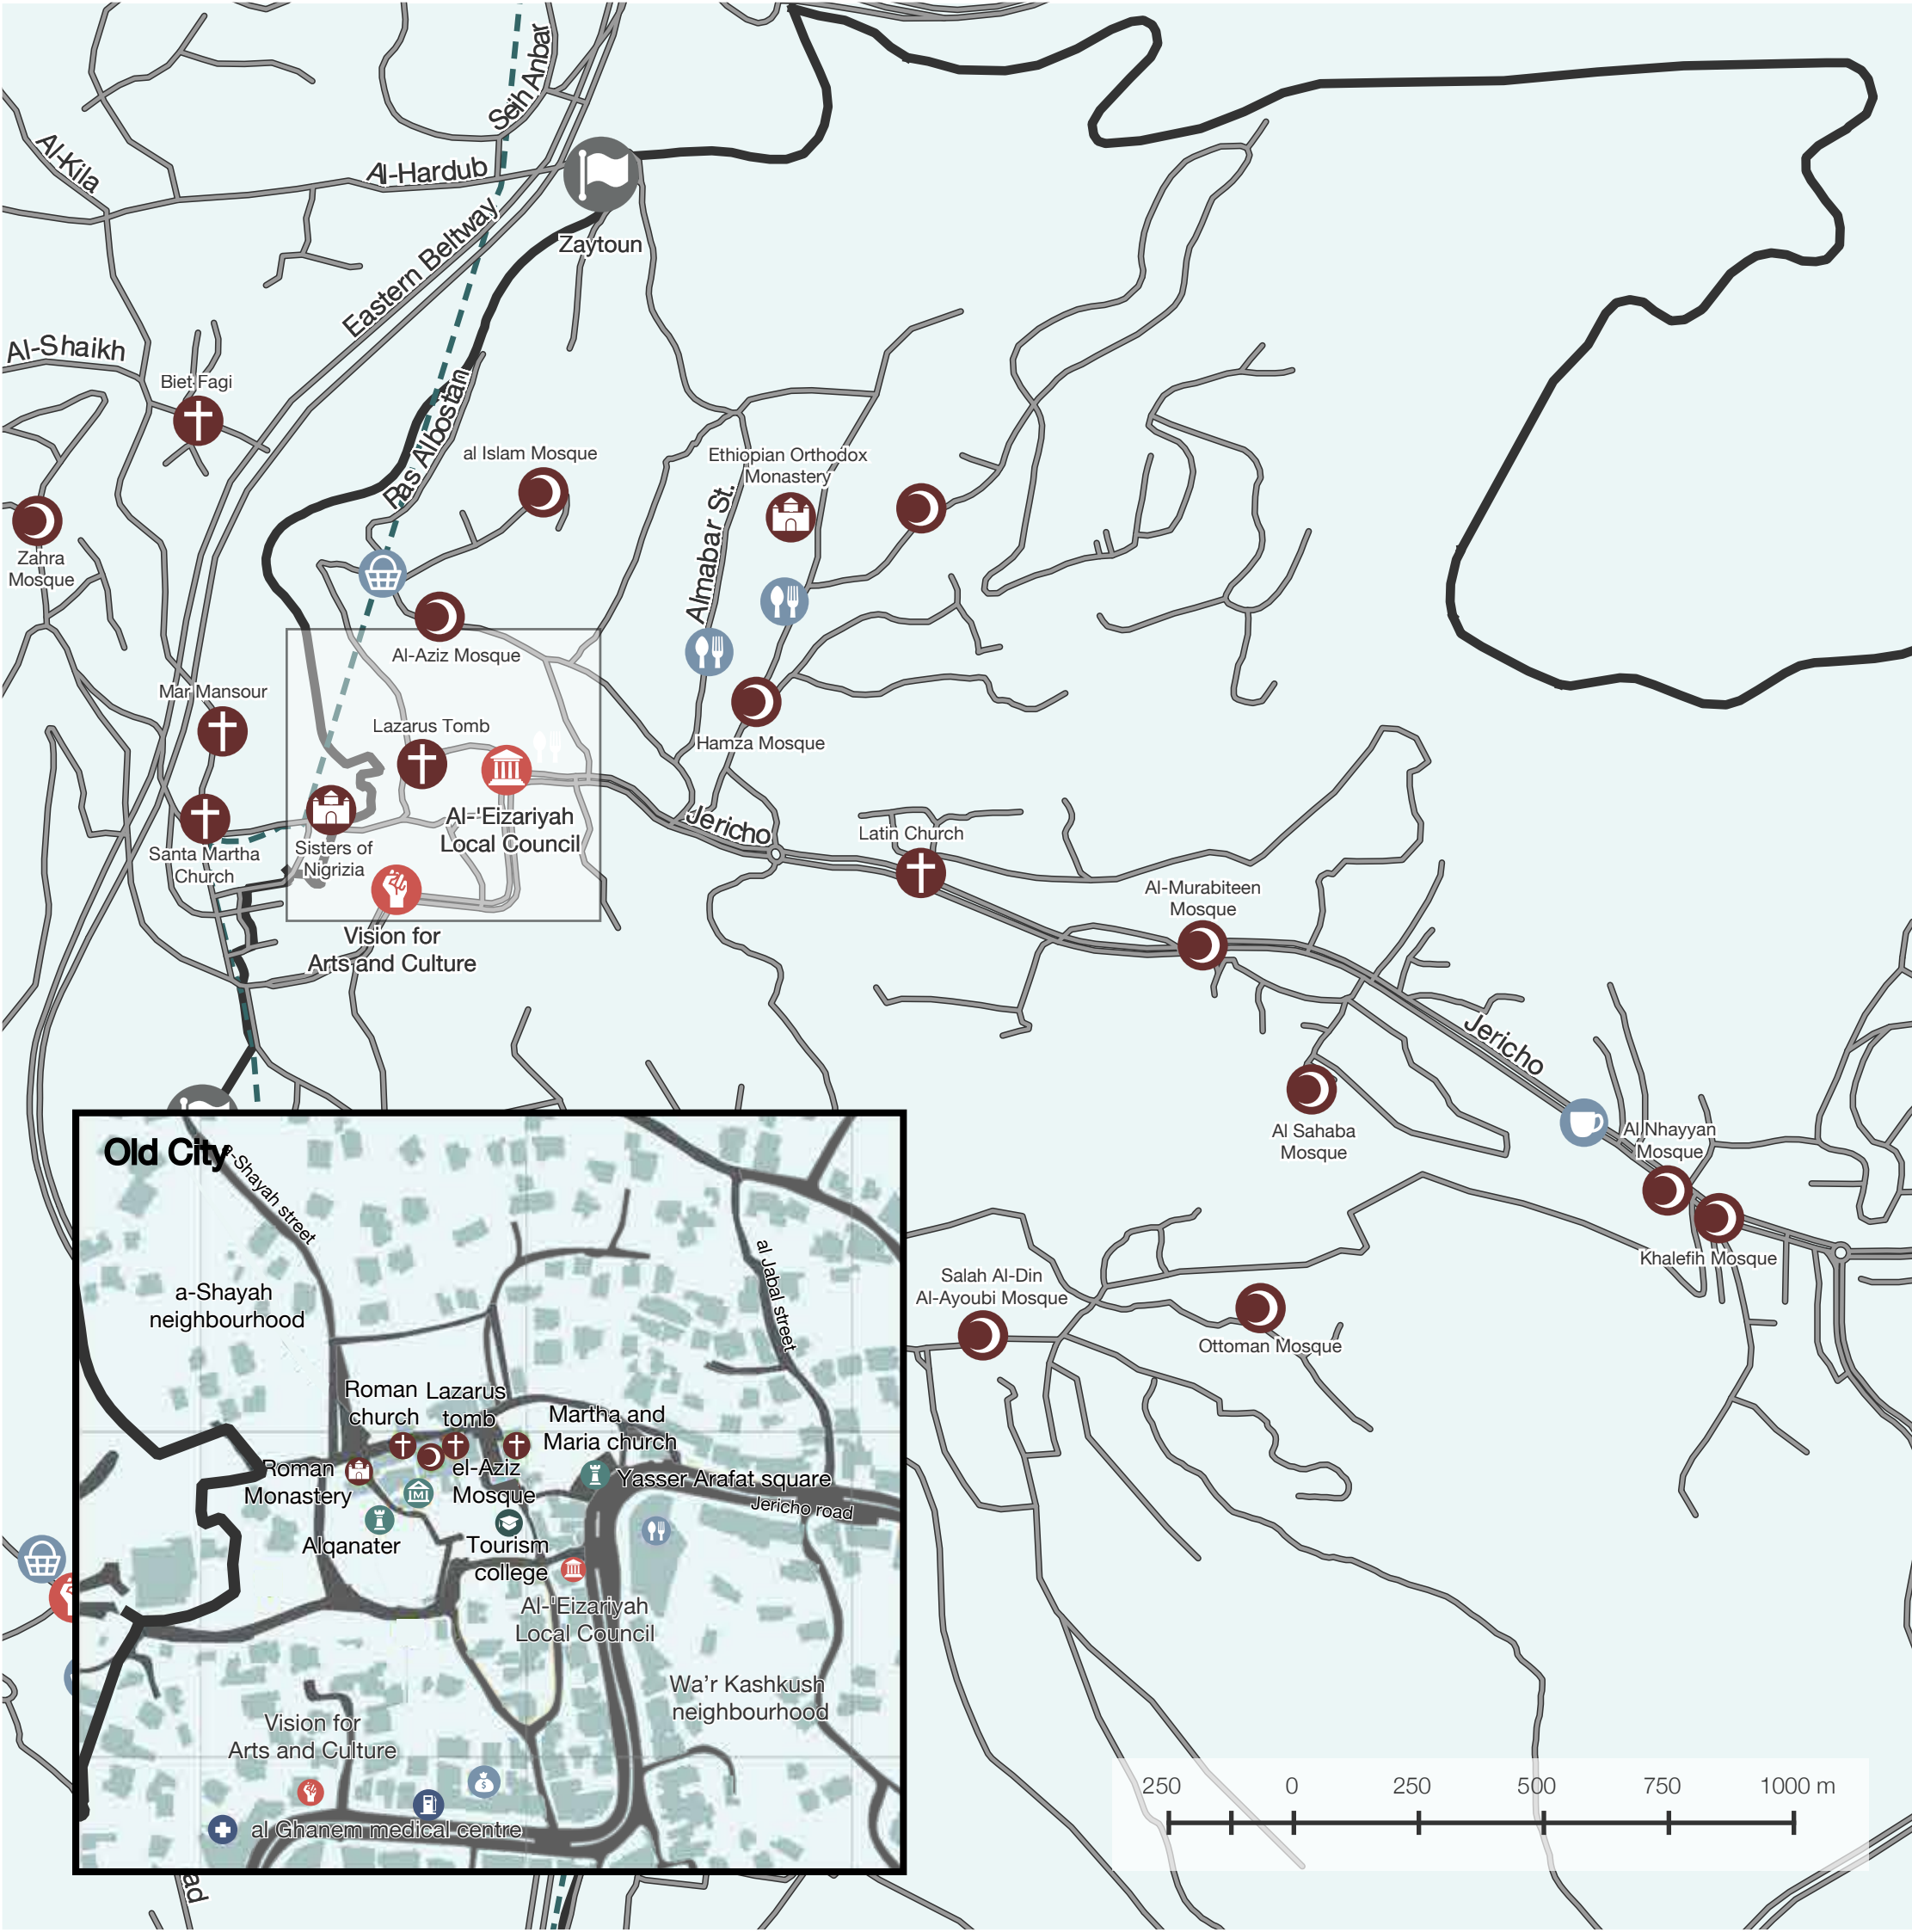 Seih Anbar
Al-Kila
Al-Hardub
Eastern Beltway
Zaytoun
Al-Shaikh
Biet Fagi
Ras Albostan
al Islam Mosque
Ethiopian Orthodox
Monastery
Almabar St.
Zahra
Mosque
Al-Aziz Mosque
Mar Mansour
Lazarus Tomb
Hamza Mosque
Al-'Eizariyah
Local Council
Jericho
Latin Church
Santa Martha
Church
Sisters of
Nigrizia
Al-Murabiteen
Mosque
Vision for
Arts and Culture
Jericho
Al Sahaba
Mosque
Al Nhayyan
Mosque
Khalefih Mosque
Salah Al-Din
Al-Ayoubi Mosque
Ottoman Mosque
Old City
a-Shayah street
al Jabal street
a-Shayah
neighbourhood
Roman
church
Lazarus
tomb
Martha and
Maria church
Roman
Monastery
el-Aziz
Mosque
Yasser Arafat square
Jericho road
Alqanater
Tourism
college
Al-'Eizariyah
Local Council
Wa'r Kashkush
neighbourhood
Vision for
Arts and Culture
al Ghanem medical centre
250 0 250 500 750 1000 m
ad